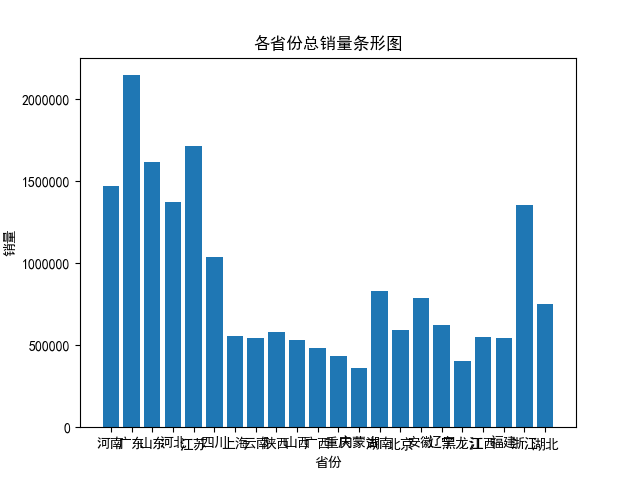 各省份总销量条形图
销量
2000000
1500000
1000000
500000
0
河南 广东 山东 河北 江苏 四川 上海 云南 陕西 山西 广西 重庆 内蒙古 湖南 北京 安徽 辽宁 黑龙江 江西 福建 浙江 湖北
省份